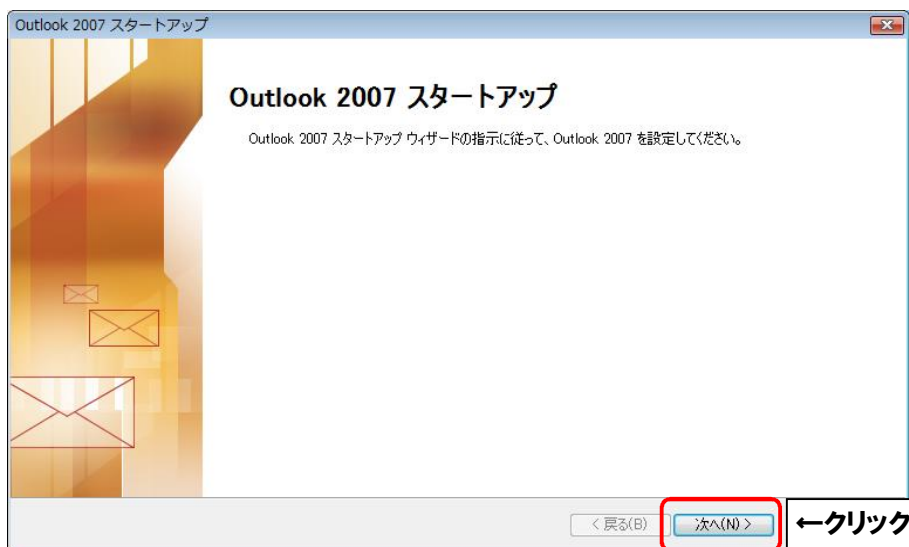 Outlook 2007 スタートアップ
Outlook 2007 スタートアップ
Outlook 2007 スタートアップ ウィザードの指示に従って、Outlook 2007 を設定してください。
< 戻る(B)
次へ(N) >
←クリック